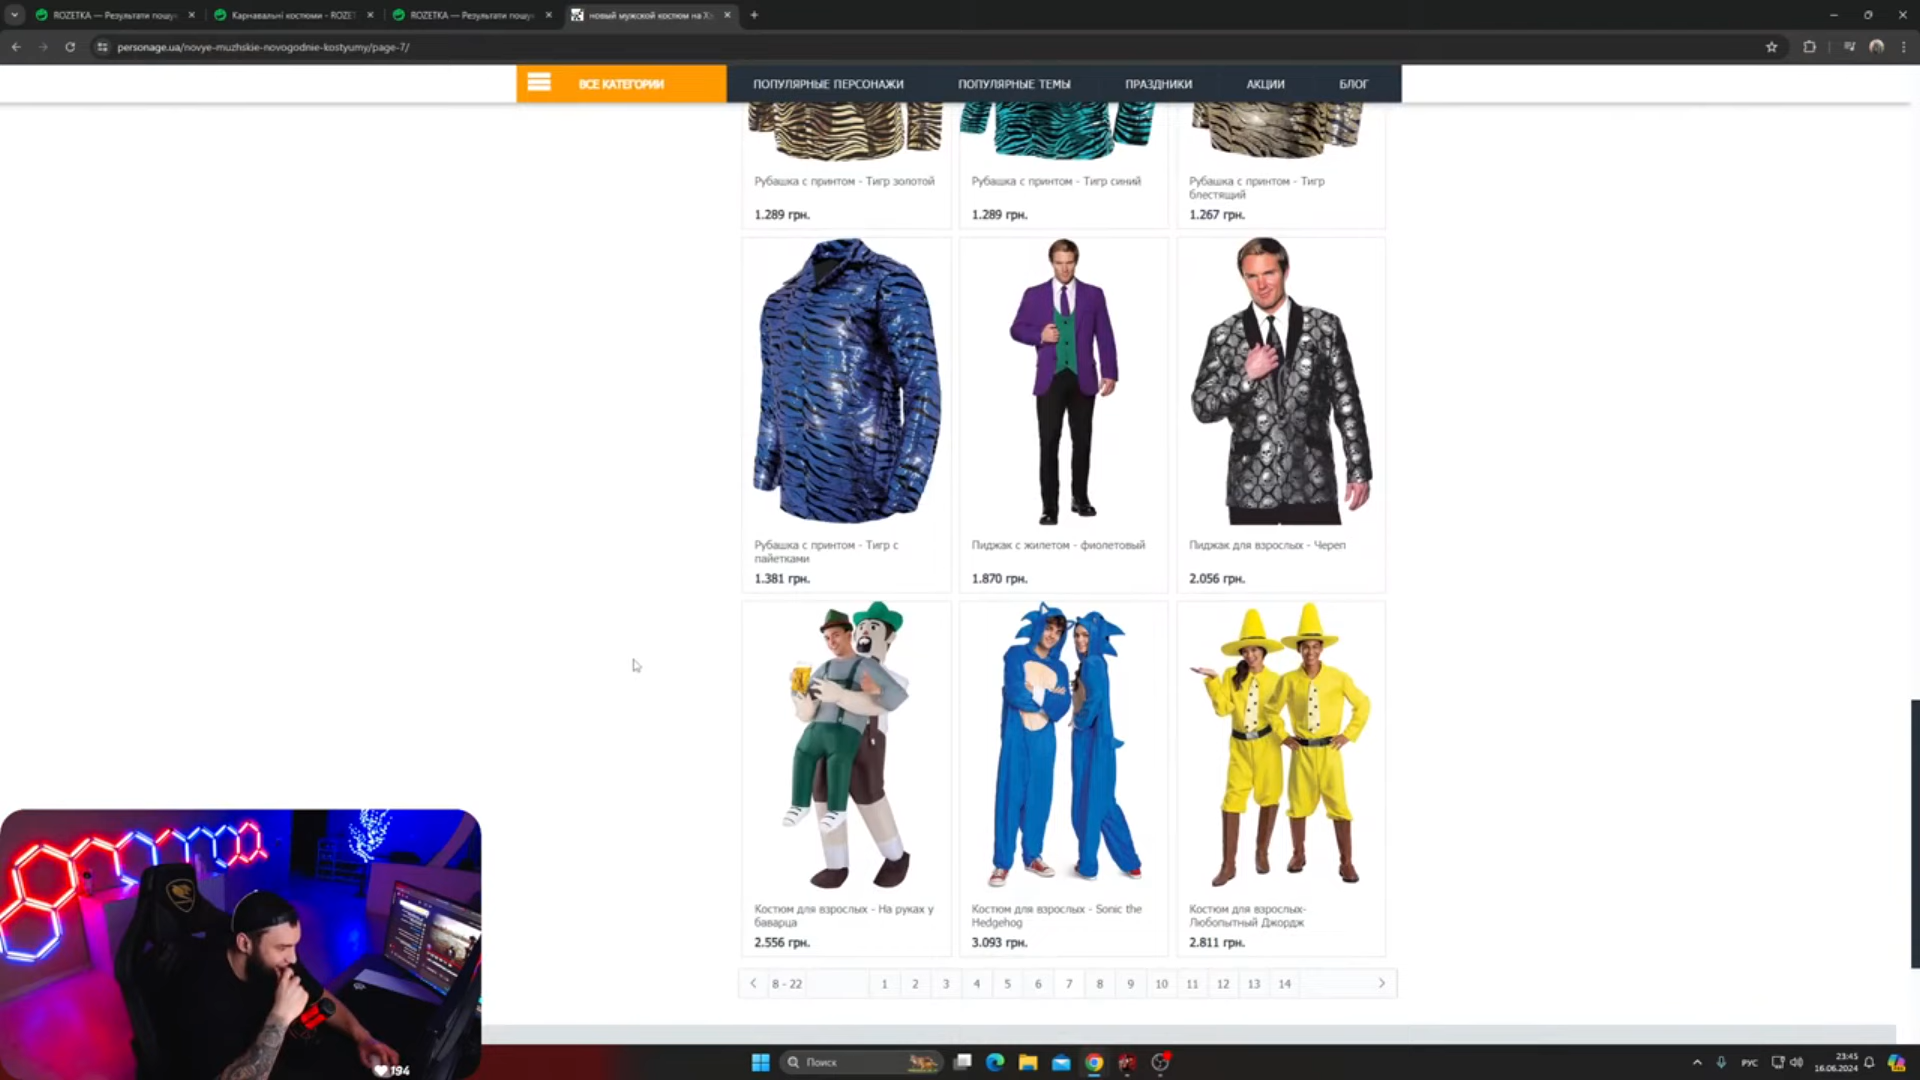 ROZETKA — Результати пошу
Карнавальні костюми - ROZE
ROZETKA — Результати пошу
новый мужской костюм на Х
personage.ua/novye-muzhskie-novogodnie-kostyumy/page-7/
ВСЕ КАТЕГОРИИ
ПОПУЛЯРНЫЕ ПЕРСОНАЖИ
ПОПУЛЯРНЫЕ ТЕМЫ
ПРАЗДНИКИ
АКЦИИ
БЛОГ
Рубашка с принтом - Тигр золотой
1.289 грн.
Рубашка с принтом - Тигр синий
1.289 грн.
Рубашка с принтом - Тигр
блестящий
1.267 грн.
Рубашка с принтом - Тигр с
пайетками
1.381 грн.
Пиджак с жилетом - фиолетовый
1.870 грн.
Пиджак для взрослых - Череп
2.056 грн.
Костюм для взрослых - На руках у
баварца
2.556 грн.
Костюм для взрослых - Sonic the
Hedgehog
3.093 грн.
Костюм для взрослых-
Любопытный Джордж
2.811 грн.
8 - 22
1 2 3 4 5 6 7 8 9 10 11 12 13 14
194
Поиск
РУС
23:45
16.06.2024